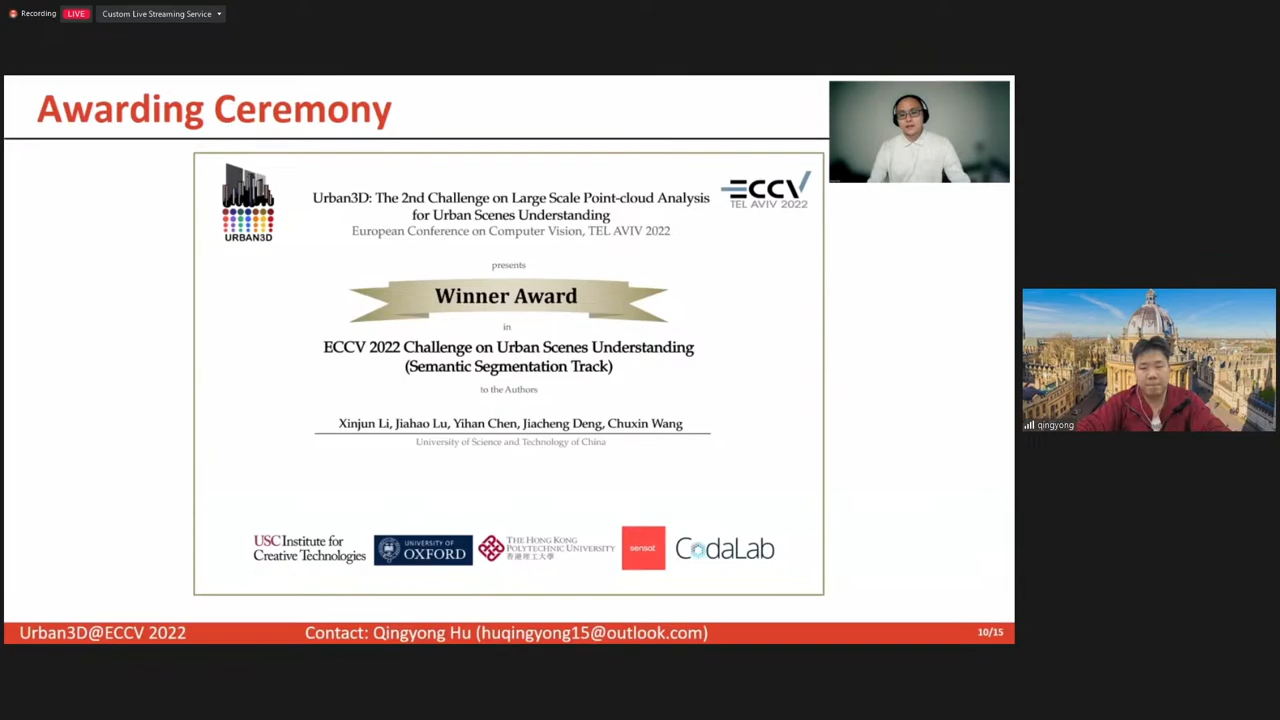 Recording
LIVE
Custom Live Streaming Service
Awarding Ceremony
URBAN3D
Urban3D: The 2nd Challenge on Large Scale Point-cloud Analysis
for Urban Scenes Understanding
European Conference on Computer Vision, TEL AVIV 2022
ECCV
TEL AVIV 2022
presents
Winner Award
in
ECCV 2022 Challenge on Urban Scenes Understanding
(Semantic Segmentation Track)
to the Authors
Xinjun Li, Jiahao Lu, Yihan Chen, Jiacheng Deng, Chuxin Wang
University of Science and Technology of China
USC Institute for
Creative Technologies
UNIVERSITY OF
OXFORD
THE HONG KONG
POLYTECHNIC UNIVERSITY
香港理工大學
sensat
CodaLab
qingyong
Urban3D@ECCV 2022
Contact: Qingyong Hu (huqingyong15@outlook.com)
10/15